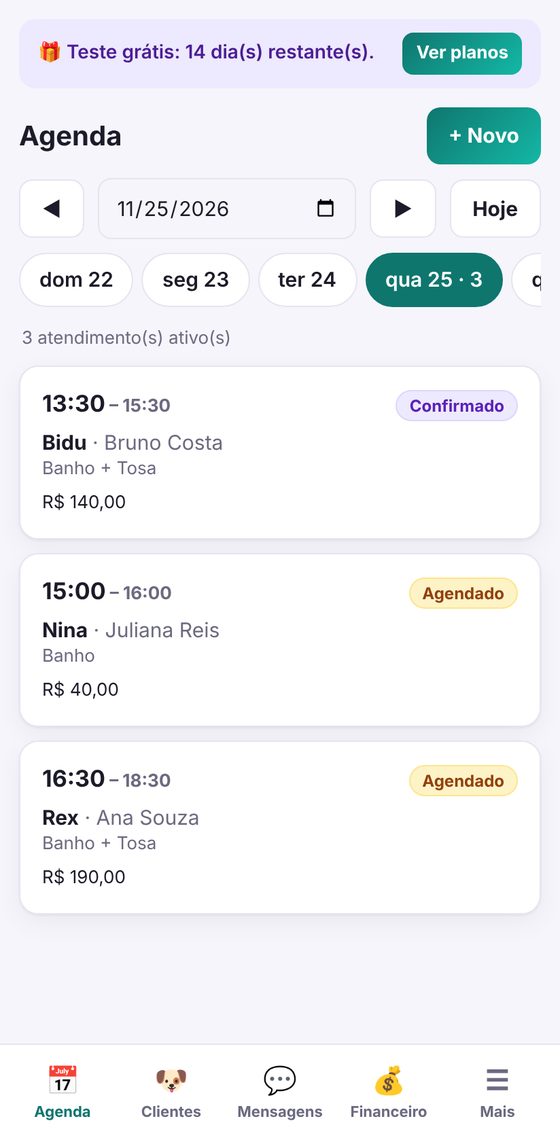 🎁 Teste grátis: 14 dia(s) restante(s). Ver planos
Agenda + Novo
◀ 11/25/2026 ▶ Hoje
dom 22 seg 23 ter 24 qua 25 · 3
3 atendimento(s) ativo(s)
13:30 – 15:30 Confirmado
Bidu · Bruno Costa
Banho + Tosa
R$ 140,00
15:00 – 16:00 Agendado
Nina · Juliana Reis
Banho
R$ 40,00
16:30 – 18:30 Agendado
Rex · Ana Souza
Banho + Tosa
R$ 190,00
Agenda Clientes Mensagens Financeiro Mais